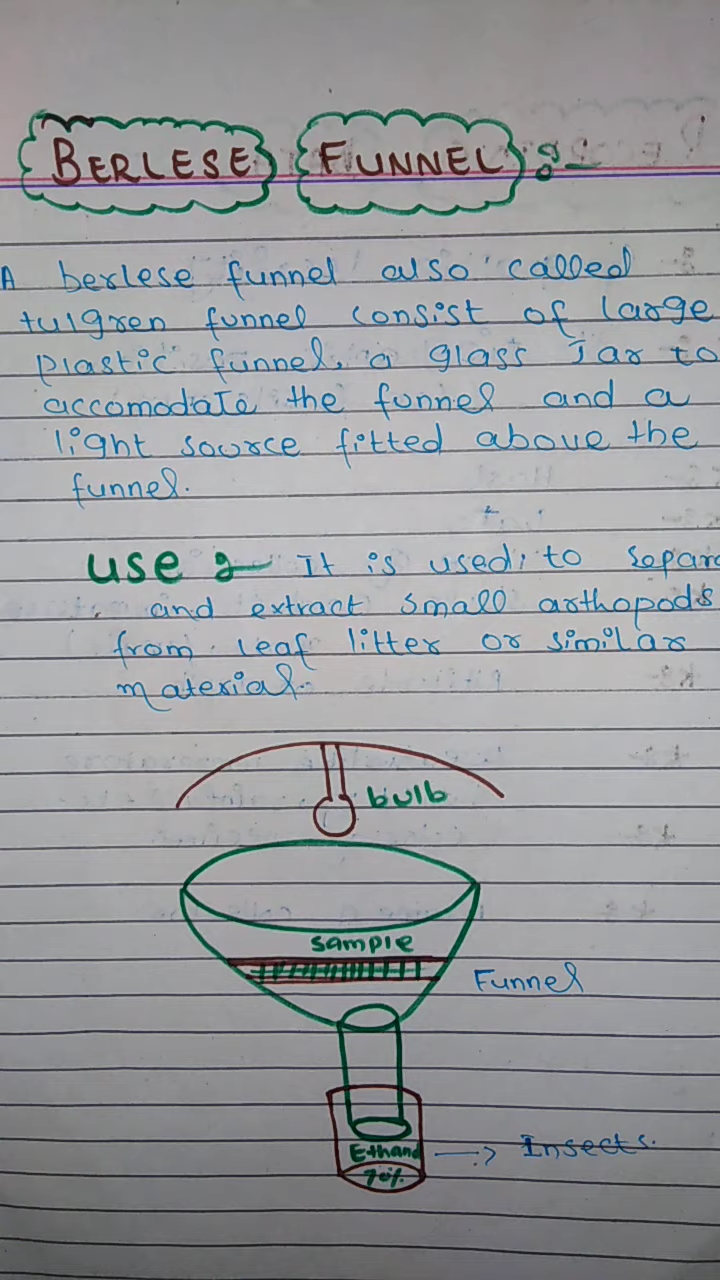 BERLESE FUNNEL :-
A berlese funnel also called
tulgren funnel consist of large
plastic funnel, a glass Jar to
accomodate the funnel and a
light source fitted above the
funnel.
use :- It is used to separa
and extract small arthopods
from leaf litter or similar
material.
bulb
sample
Funnel
Ethanol → Insects.
70%